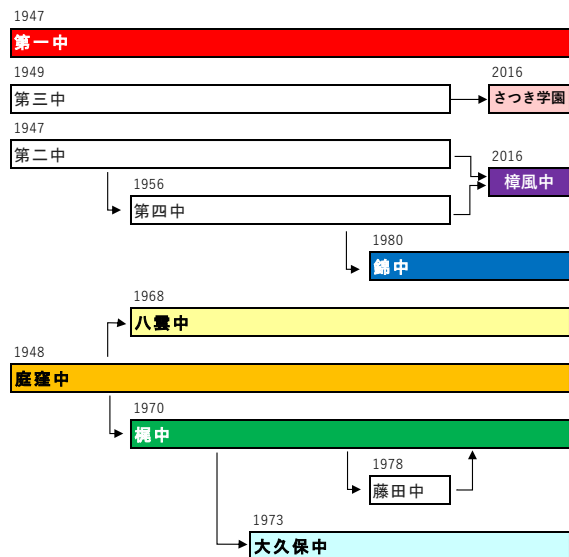 1947
第一中
1949
2016
第三中
さつき学園
1947
第二中
2016
樟風中
1956
第四中
1980
錦中
1968
八雲中
1948
庭窪中
1970
梶中
1978
藤田中
1973
大久保中